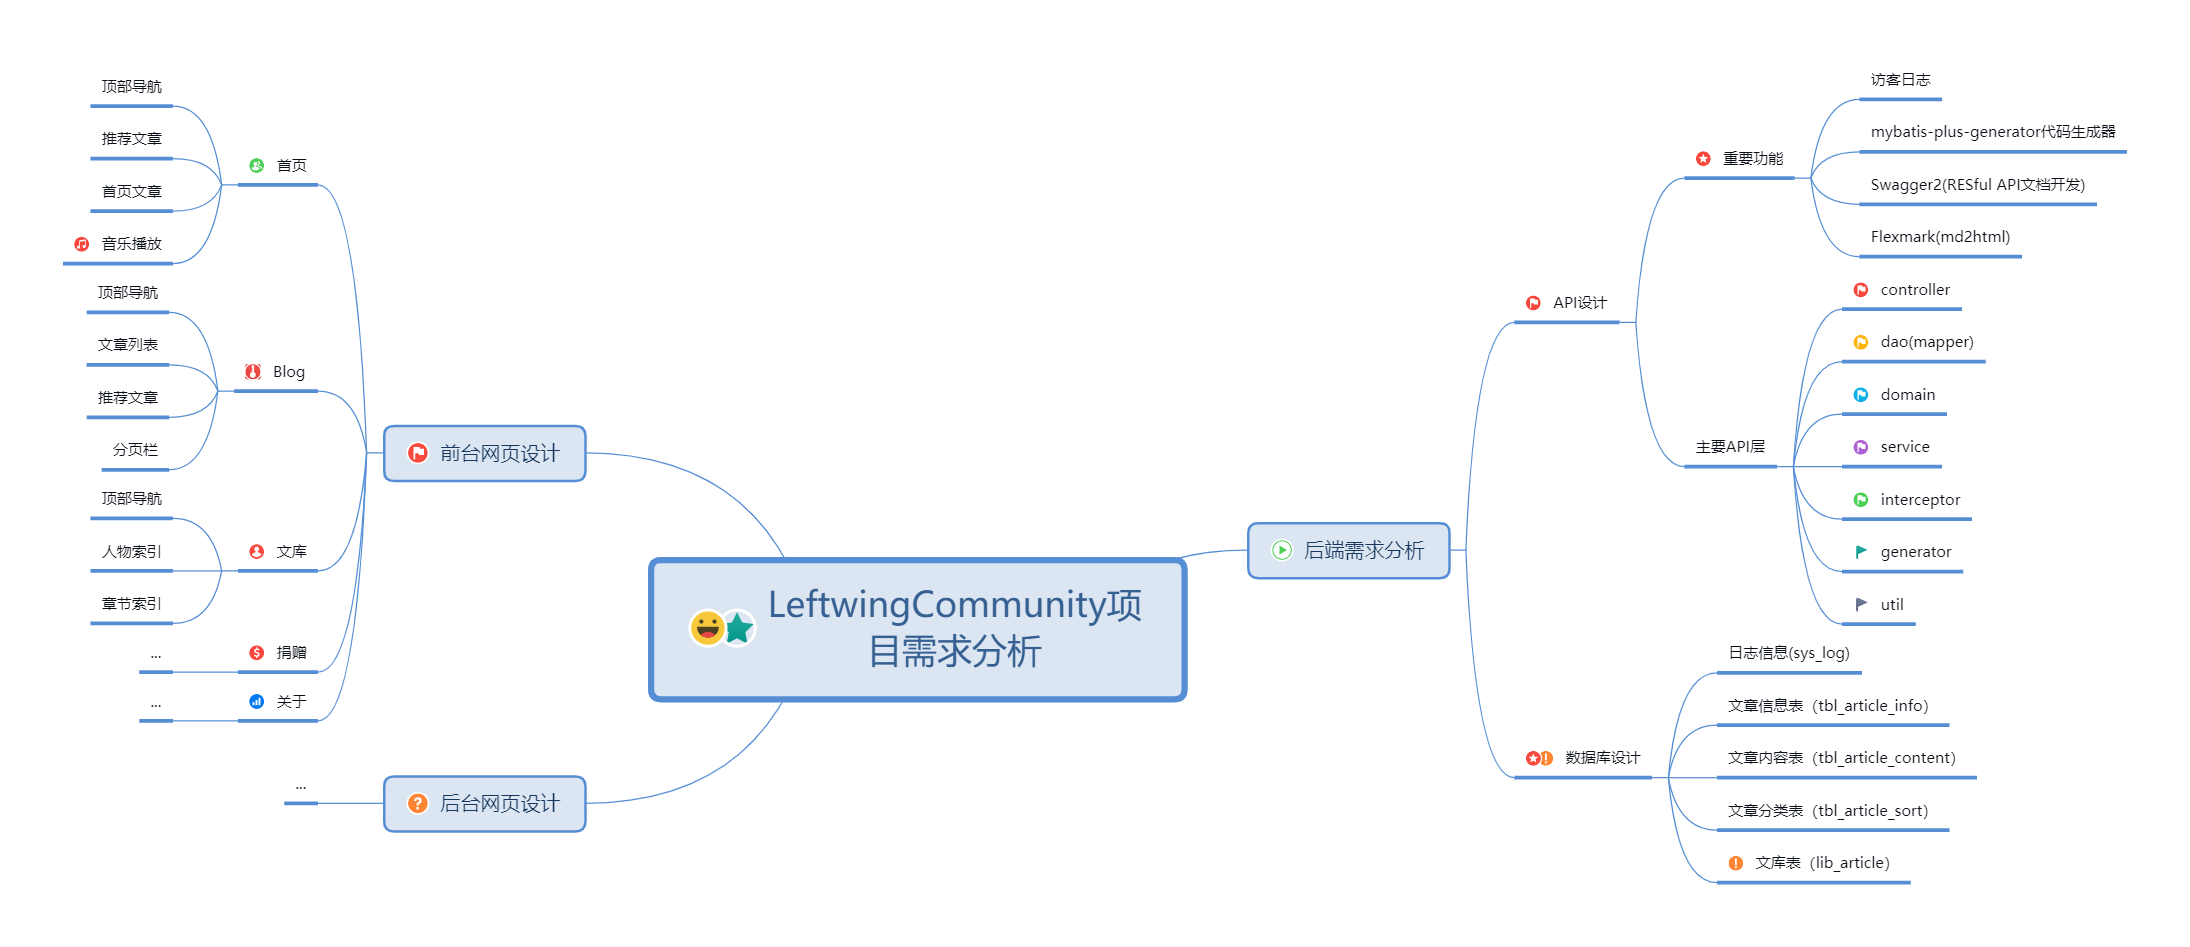 LeftwingCommunity项
目需求分析
前台网页设计
首页
顶部导航
推荐文章
首页文章
音乐播放
Blog
顶部导航
文章列表
推荐文章
分页栏
文库
顶部导航
人物索引
章节索引
捐赠
...
关于
...
后台网页设计
...
后端需求分析
API设计
重要功能
访客日志
mybatis-plus-generator代码生成器
Swagger2(RESful API文档开发)
Flexmark(md2html)
主要API层
controller
dao(mapper)
domain
service
interceptor
generator
util
数据库设计
日志信息(sys_log)
文章信息表（tbl_article_info）
文章内容表（tbl_article_content）
文章分类表（tbl_article_sort）
文库表（lib_article）